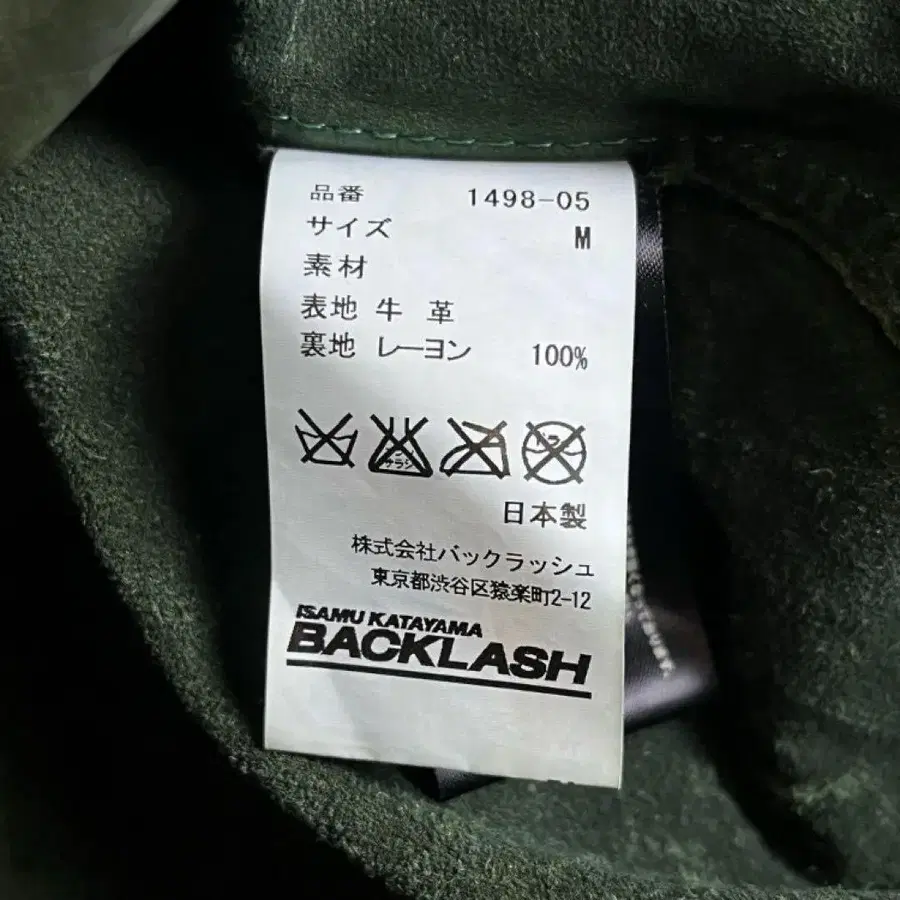 品番 1498-05
サイズ M
素材
表地 牛 革
裏地 レーヨン 100%
日本製
株式会社バックラッシュ
東京都渋谷区猿楽町2-12
ISAMU KATAYAMA
BACKLASH